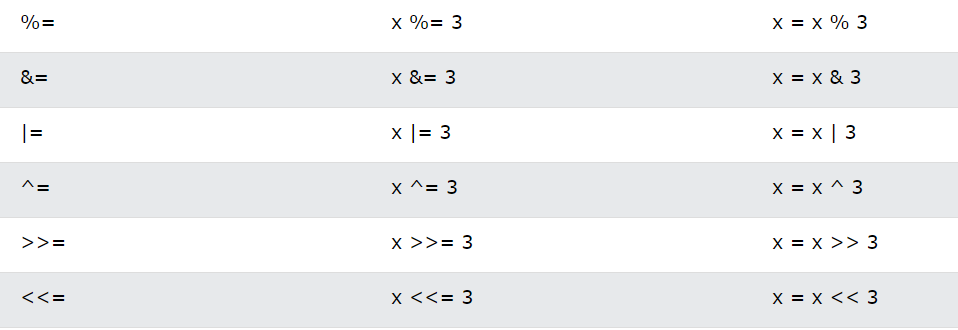 %= x %= 3 x = x % 3
&= x &= 3 x = x & 3
|= x |= 3 x = x | 3
^= x ^= 3 x = x ^ 3
>>= x >>= 3 x = x >> 3
<<= x <<= 3 x = x << 3